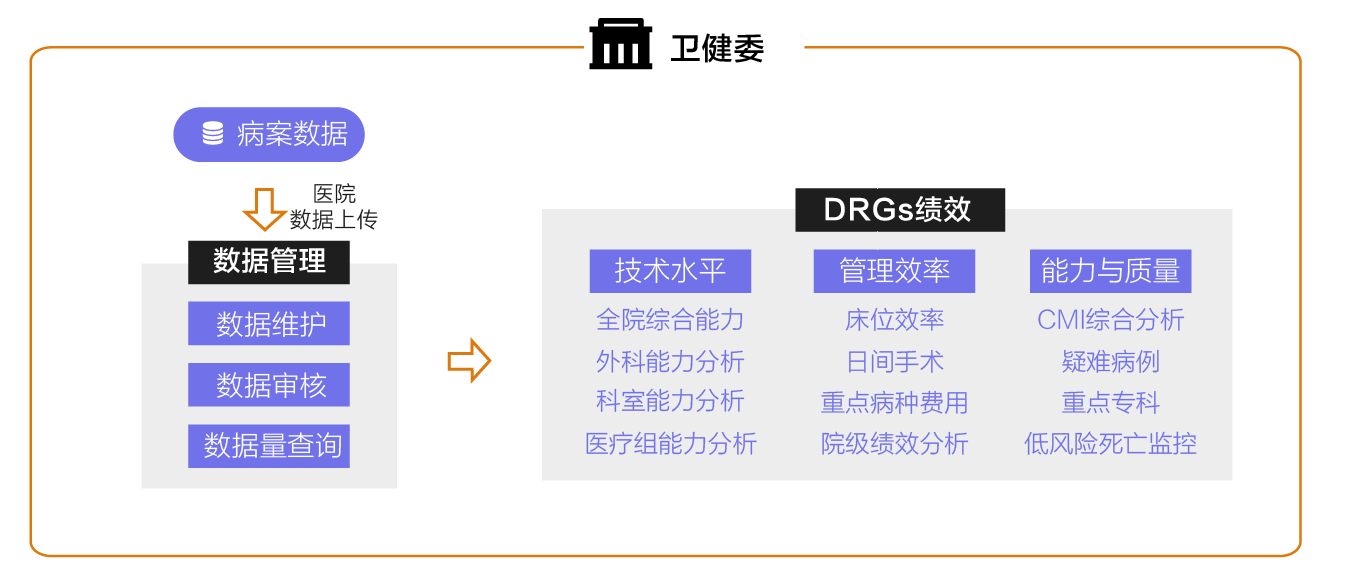 卫健委
病案数据
医院
数据上传
数据管理
数据维护
数据审核
数据量查询
DRGs绩效
技术水平
全院综合能力
外科能力分析
科室能力分析
医疗组能力分析
管理效率
床位效率
日间手术
重点病种费用
院级绩效分析
能力与质量
CMI综合分析
疑难病例
重点专科
低风险死亡监控